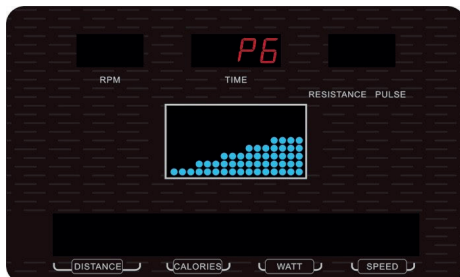 P6
RPM
TIME
RESISTANCE PULSE
DISTANCE
CALORIES
WATT
SPEED